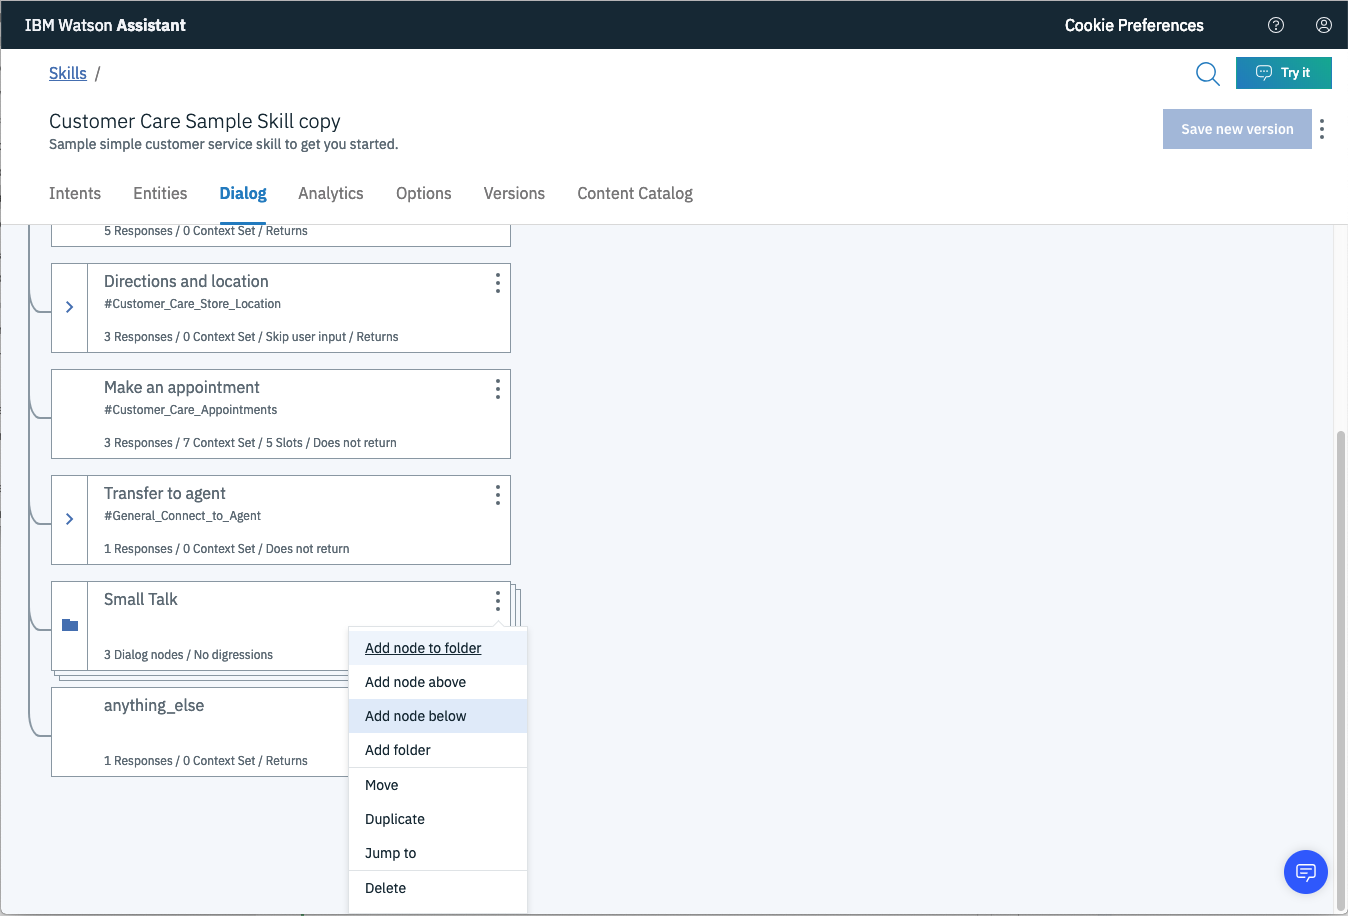 IBM Watson Assistant
Cookie Preferences
Skills /
Try it
Customer Care Sample Skill copy
Sample simple customer service skill to get you started.
Save new version
Intents Entities Dialog Analytics Options Versions Content Catalog
5 Responses / 0 Context Set / Returns
Directions and location
#Customer_Care_Store_Location
3 Responses / 0 Context Set / Skip user input / Returns
Make an appointment
#Customer_Care_Appointments
3 Responses / 7 Context Set / 5 Slots / Does not return
Transfer to agent
#General_Connect_to_Agent
1 Responses / 0 Context Set / Does not return
Small Talk
3 Dialog nodes / No digressions
anything_else
1 Responses / 0 Context Set / Returns
Add node to folder
Add node above
Add node below
Add folder
Move
Duplicate
Jump to
Delete